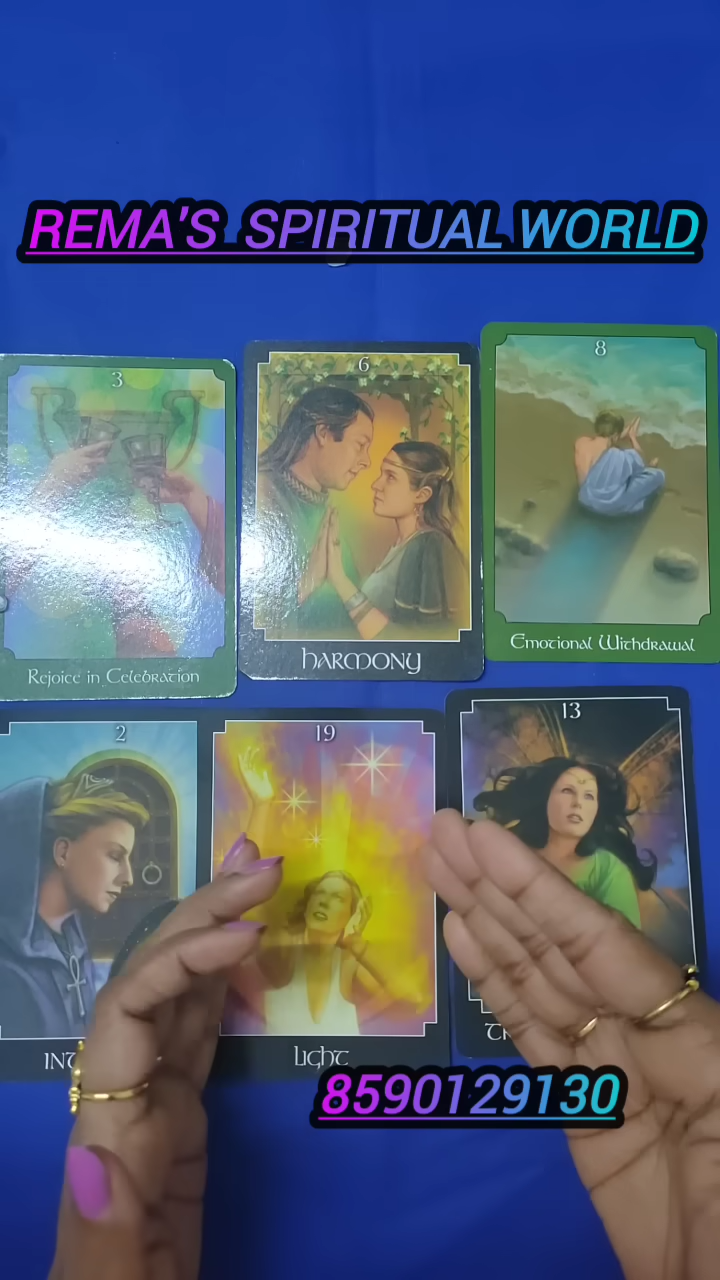 REMA'S SPIRITUAL WORLD
3
6
8
Rejoice in Celebration
HARMONY
Emotional Withdrawal
2
19
13
LIGHT
8590129130